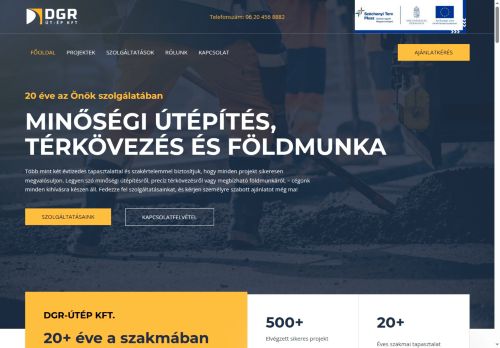 DGR
ÚT-ÉP KFT
Telefonszám: 06 20 456 8882
Széchenyi Terv
Plusz
FŐOLDAL
PROJEKTEK
SZOLGÁLTATÁSOK
RÓLUNK
KAPCSOLAT
AJÁNLATKÉRÉS
20 éve az Önök szolgálatában
MINŐSÉGI ÚTÉPÍTÉS,
TÉRKÖVEZÉS ÉS FÖLDMUNKA
Több mint két évtizedes tapasztalattal és szakértelemmel biztosítjuk, hogy minden projekt sikeresen
megvalósuljon. Legyen szó minőségi útépítésről, precíz térkövezésről vagy megbízható földmunkáról, – cégünk
minden kihívásra készen áll. Fedezze fel szolgáltatásainkat, és kérjen személyre szabott ajánlatot még ma!
SZOLGÁLTATÁSAINK
KAPCSOLATFELVÉTEL
DGR-ÚTÉP KFT.
20+ éve a szakmában
500+
Elvégzett sikeres projekt
20+
Éves szakmai tapasztalat